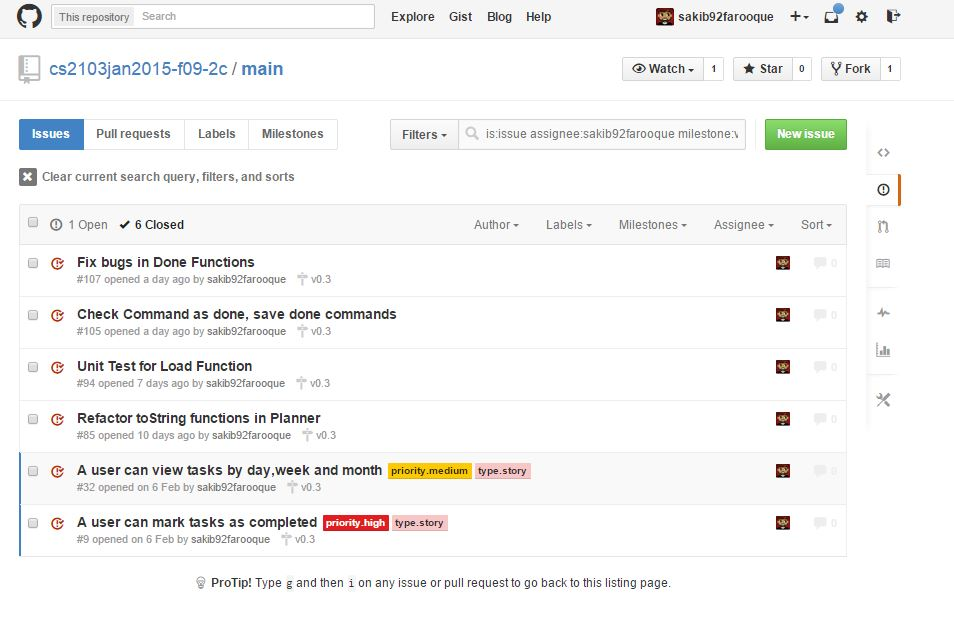 This repository Search Explore Gist Blog Help sakib92farooque
cs2103jan2015-f09-2c / main Watch 1 Star 0 Fork 1
Issues Pull requests Labels Milestones Filters is:issue assignee:sakib92farooque milestone:v New issue
Clear current search query, filters, and sorts
1 Open 6 Closed Author Labels Milestones Assignee Sort
Fix bugs in Done Functions 0
#107 opened a day ago by sakib92farooque v0.3
Check Command as done, save done commands 0
#105 opened a day ago by sakib92farooque v0.3
Unit Test for Load Function 0
#94 opened 7 days ago by sakib92farooque v0.3
Refactor toString functions in Planner 0
#85 opened 10 days ago by sakib92farooque v0.3
A user can view tasks by day,week and month priority.medium type.story 0
#32 opened on 6 Feb by sakib92farooque v0.3
A user can mark tasks as completed priority.high type.story 0
#9 opened on 6 Feb by sakib92farooque v0.3
ProTip! Type g and then i on any issue or pull request to go back to this listing page.